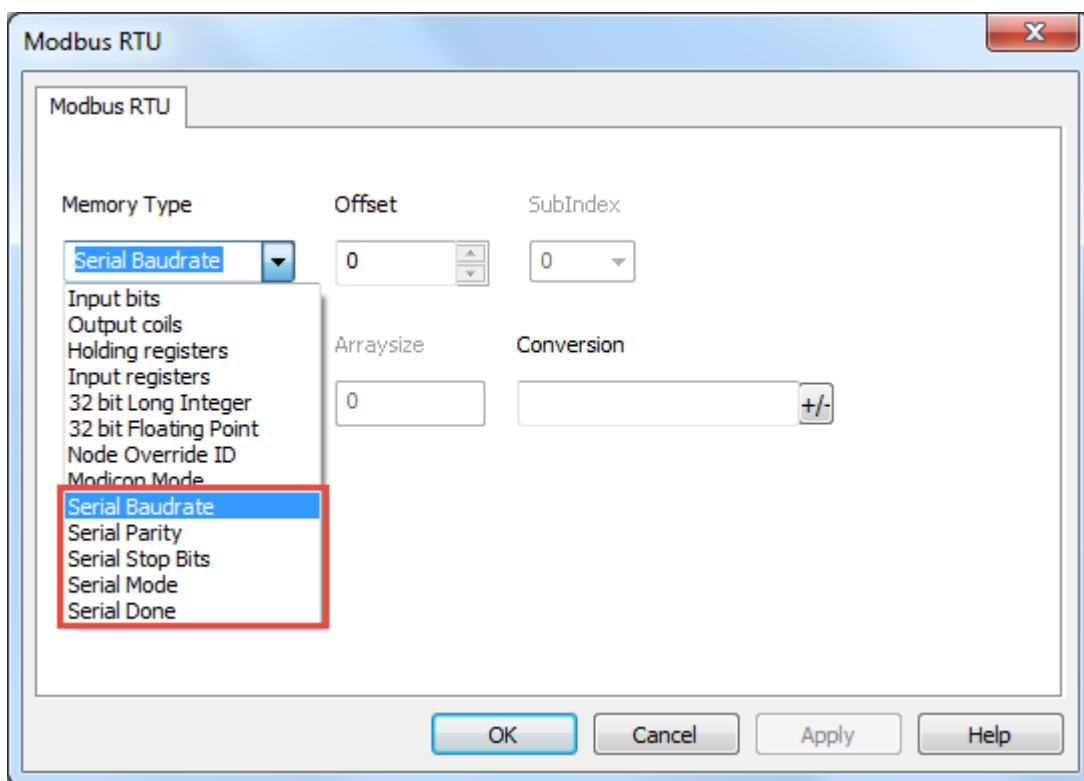 Modbus RTU
Modbus RTU
Memory Type Offset SubIndex
Serial Baudrate 0 0
Input bits
Output coils
Holding registers
Input registers
32 bit Long Integer
32 bit Floating Point
Node Override ID
Modicon Mode
Serial Baudrate
Serial Parity
Serial Stop Bits
Serial Mode
Serial Done
Arraysize Conversion
0 +/-
OK Cancel Apply Help